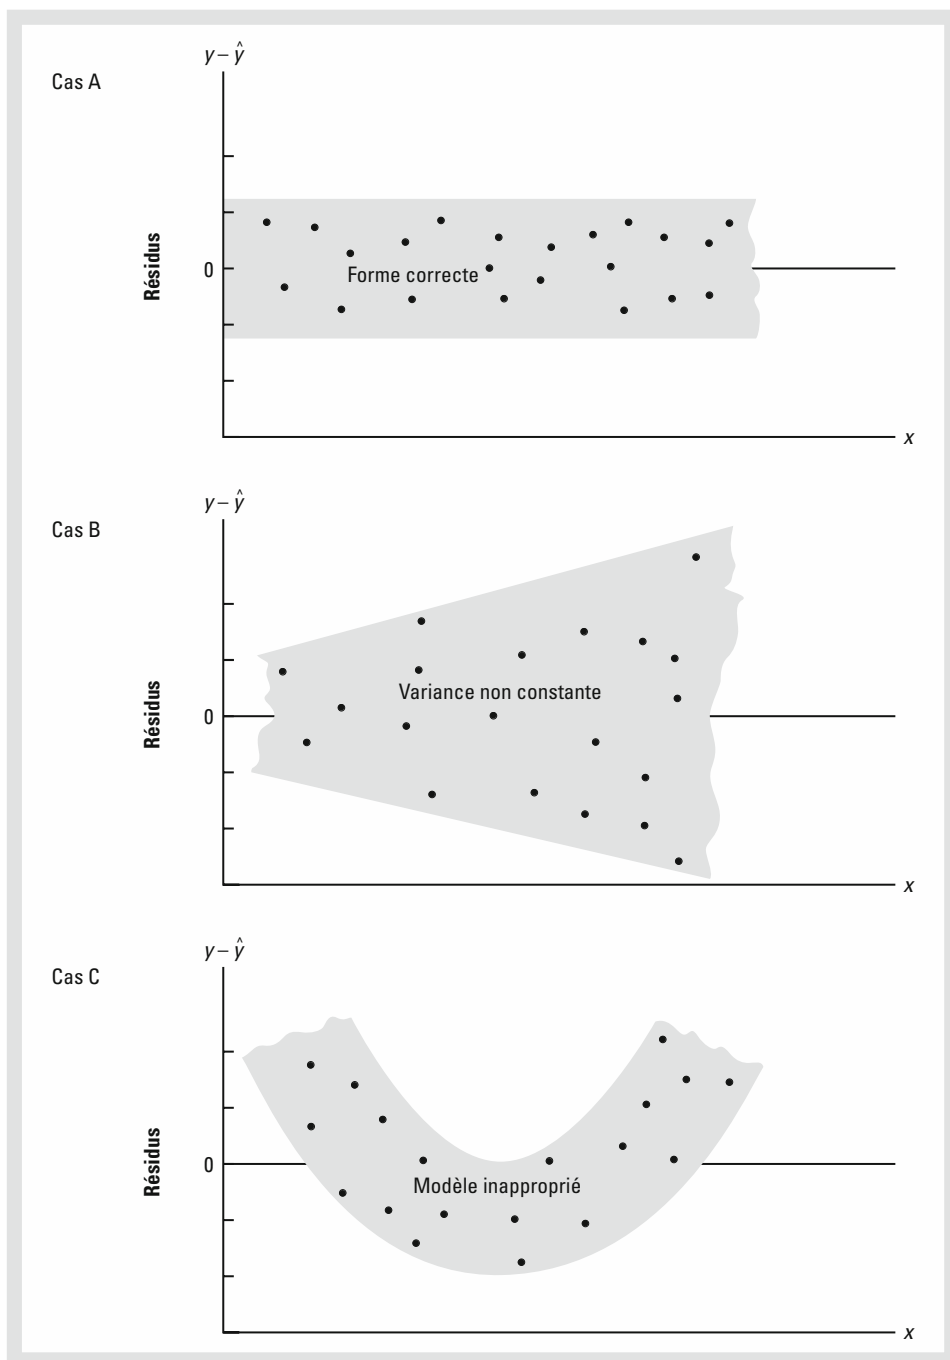 y – ŷ
Cas A
Résidus
0
Forme correcte
x
y – ŷ
Cas B
Résidus
0
Variance non constante
x
y – ŷ
Cas C
Résidus
0
Modèle inapproprié
x